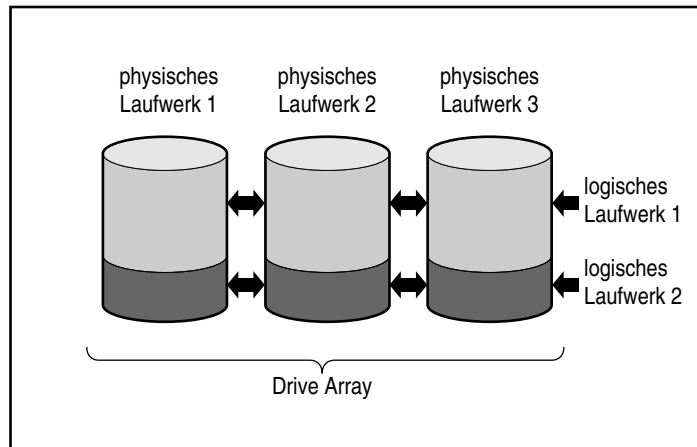 physisches
Laufwerk 1
physisches
Laufwerk 2
physisches
Laufwerk 3
logisches
Laufwerk 1
logisches
Laufwerk 2
Drive Array